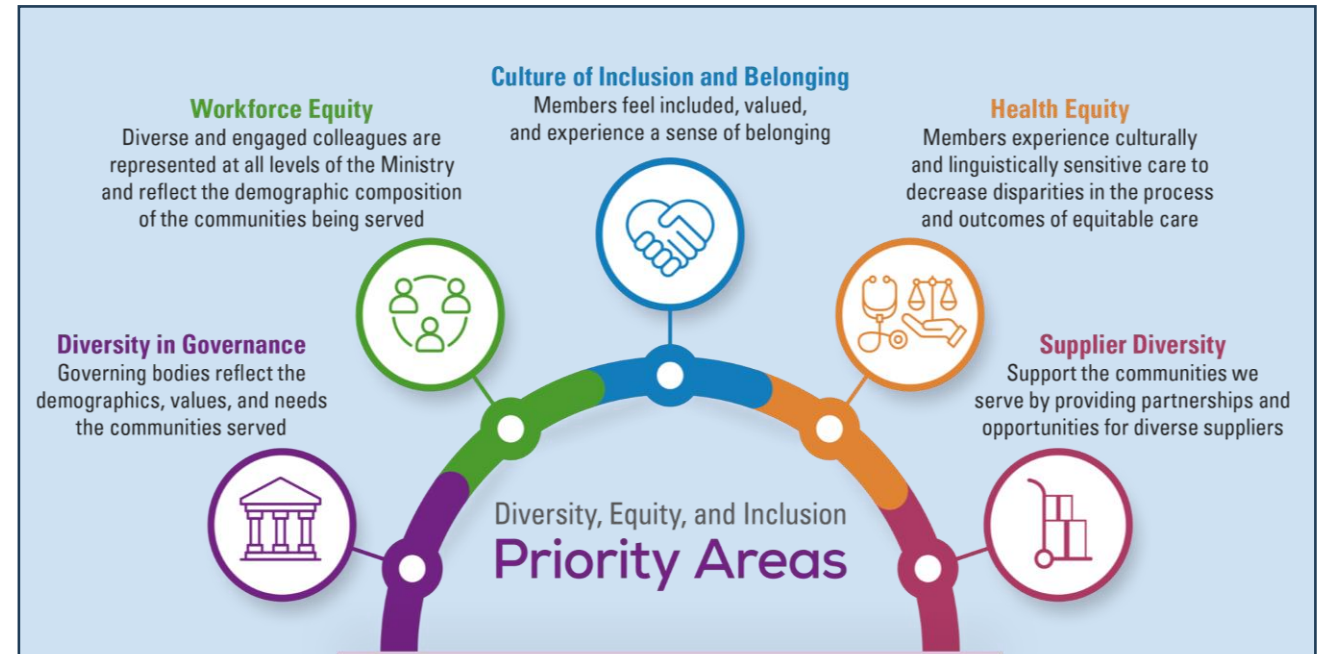 Culture of Inclusion and Belonging
Members feel included, valued,
and experience a sense of belonging
Workforce Equity
Diverse and engaged colleagues are
represented at all levels of the Ministry
and reflect the demographic composition
of the communities being served
Health Equity
Members experience culturally
and linguistically sensitive care to
decrease disparities in the process
and outcomes of equitable care
Diversity in Governance
Governing bodies reflect the
demographics, values, and needs
the communities served
Supplier Diversity
Support the communities we
serve by providing partnerships and
opportunities for diverse suppliers
Diversity, Equity, and Inclusion
Priority Areas